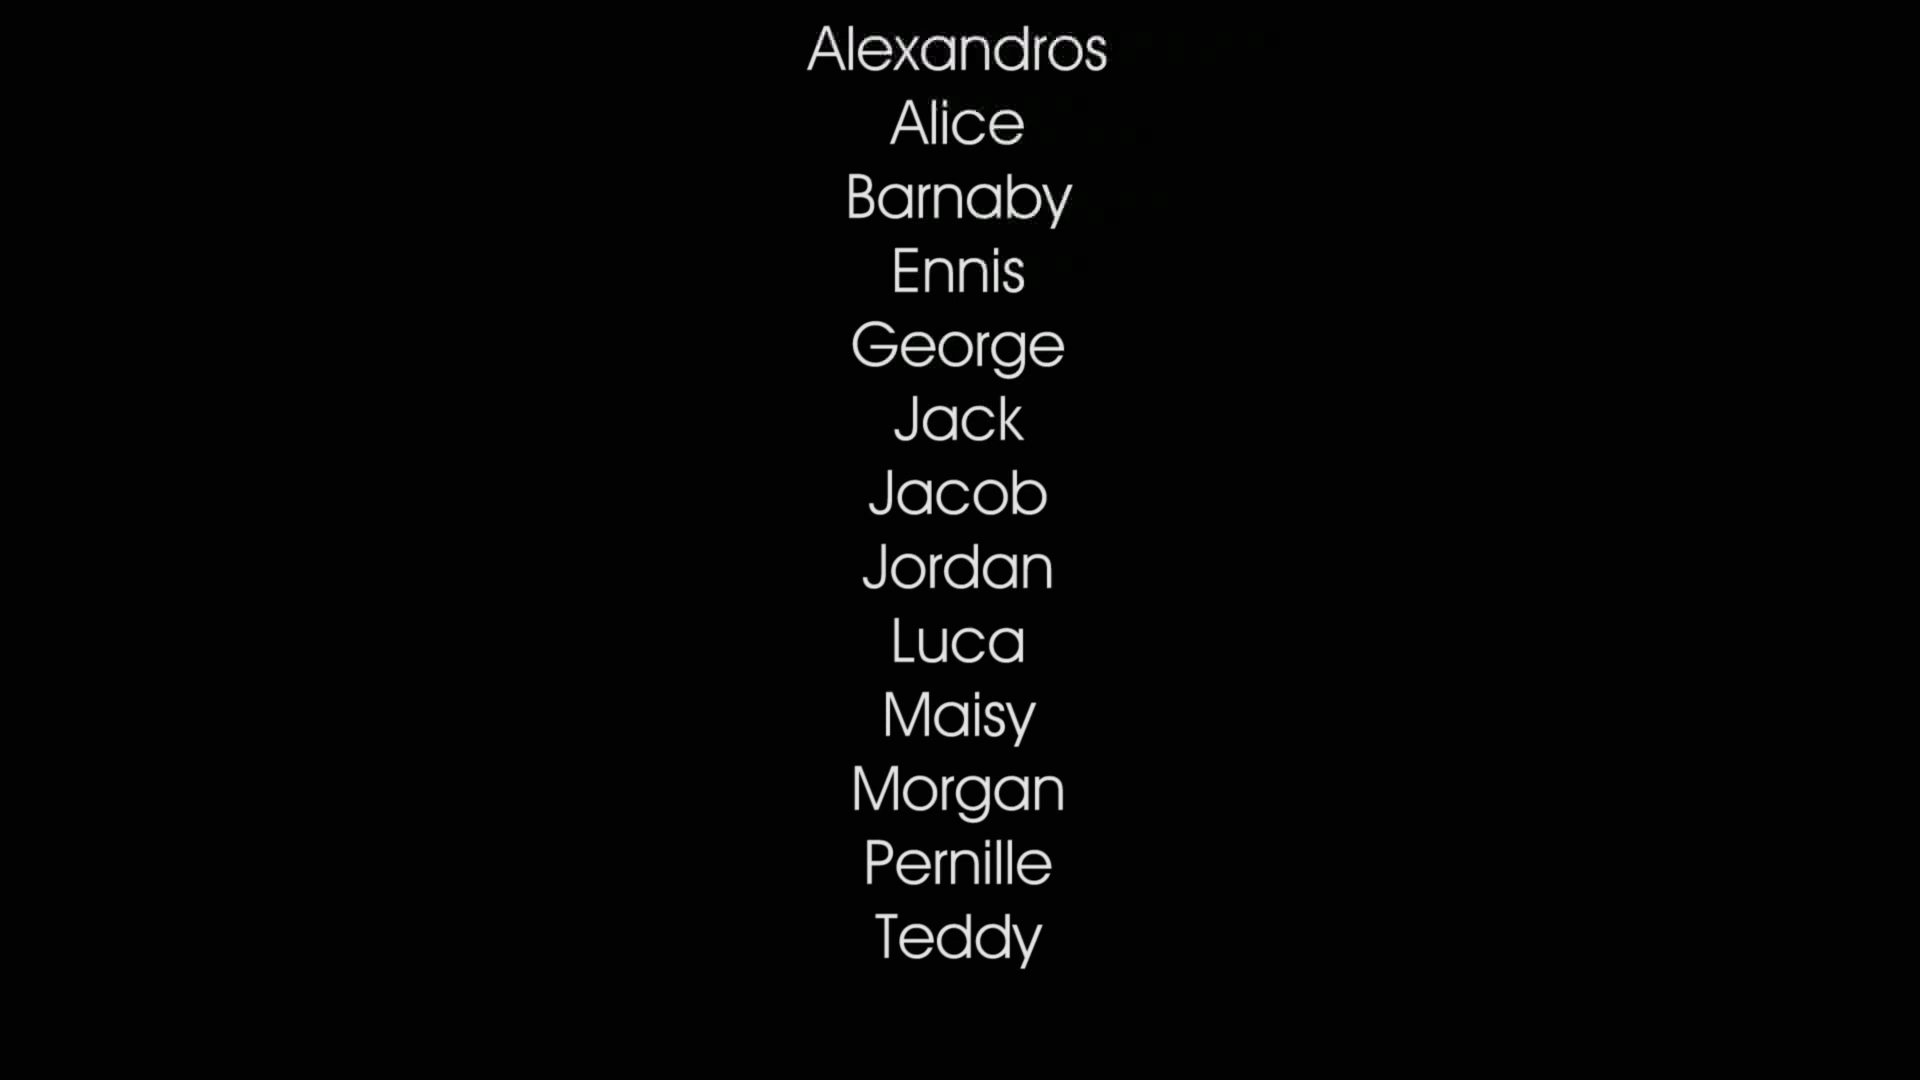 Alexandros
Alice
Barnaby
Ennis
George
Jack
Jacob
Jordan
Luca
Maisy
Morgan
Pernille
Teddy